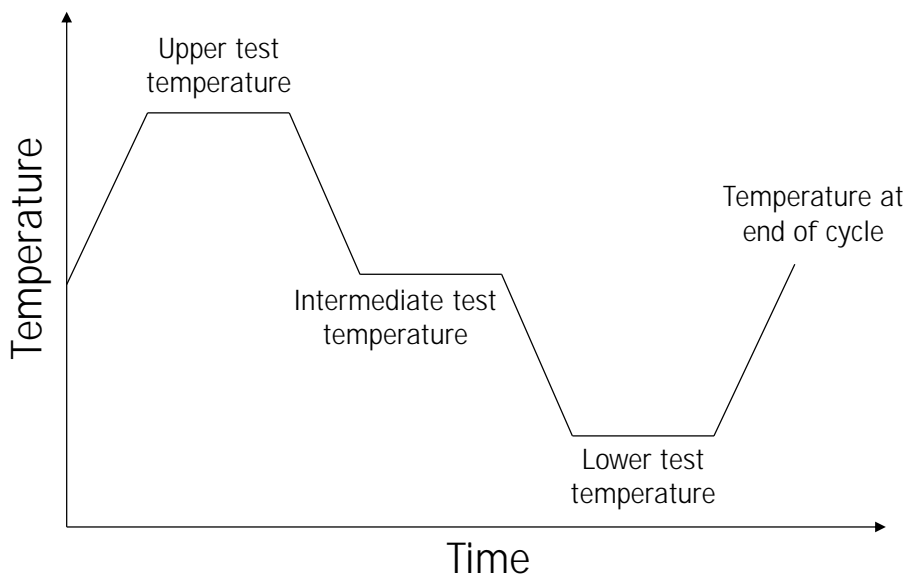 Upper test
temperature
Temperature
Temperature at
end of cycle
Intermediate test
temperature
Lower test
temperature
Time